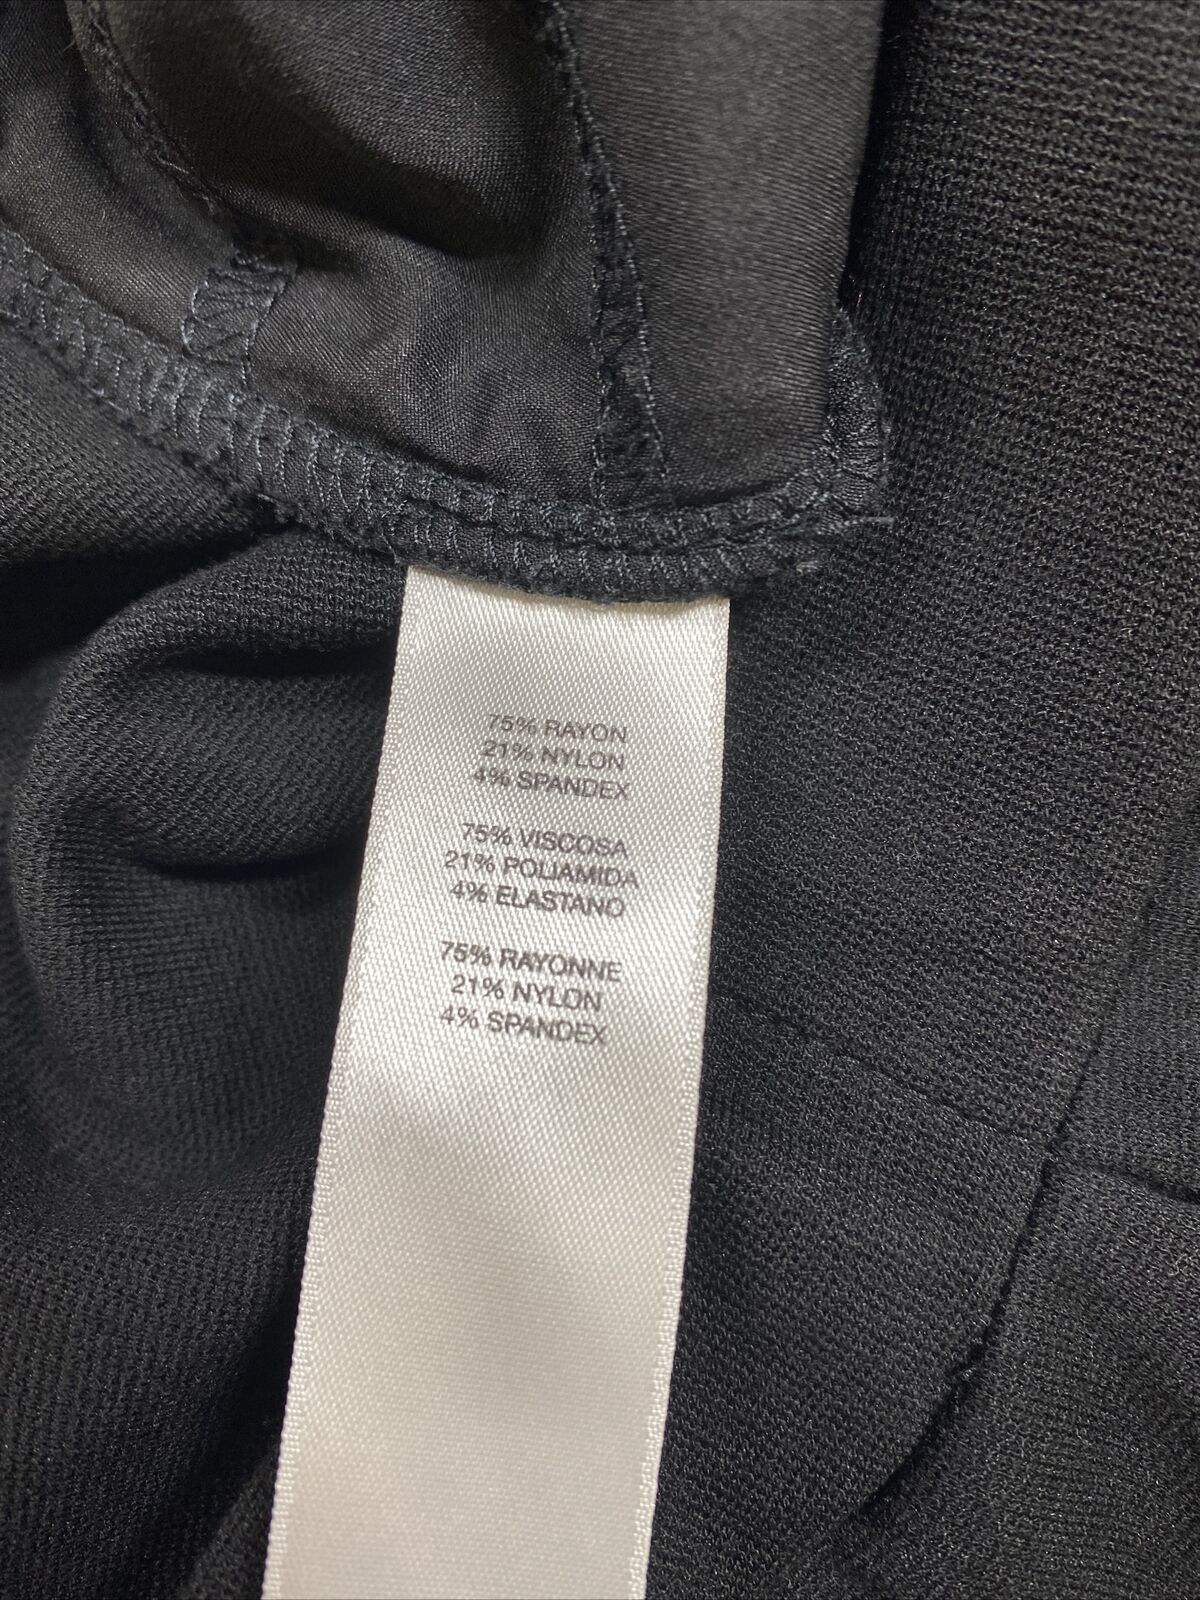 75% RAYON
21% NYLON
4% SPANDEX
75% VISCOSA
21% POLIAMIDA
4% ELASTANO
75% RAYONNE
21% NYLON
4% SPANDEX